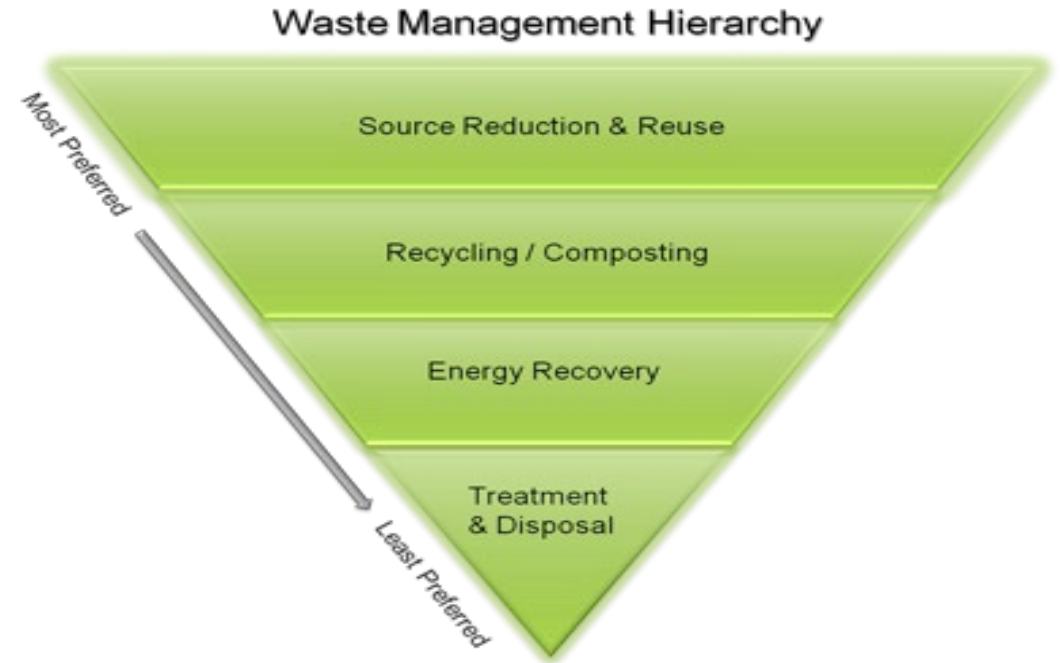 Waste Management Hierarchy
Most Preferred
Source Reduction & Reuse
Recycling / Composting
Energy Recovery
Treatment
& Disposal
Least Preferred